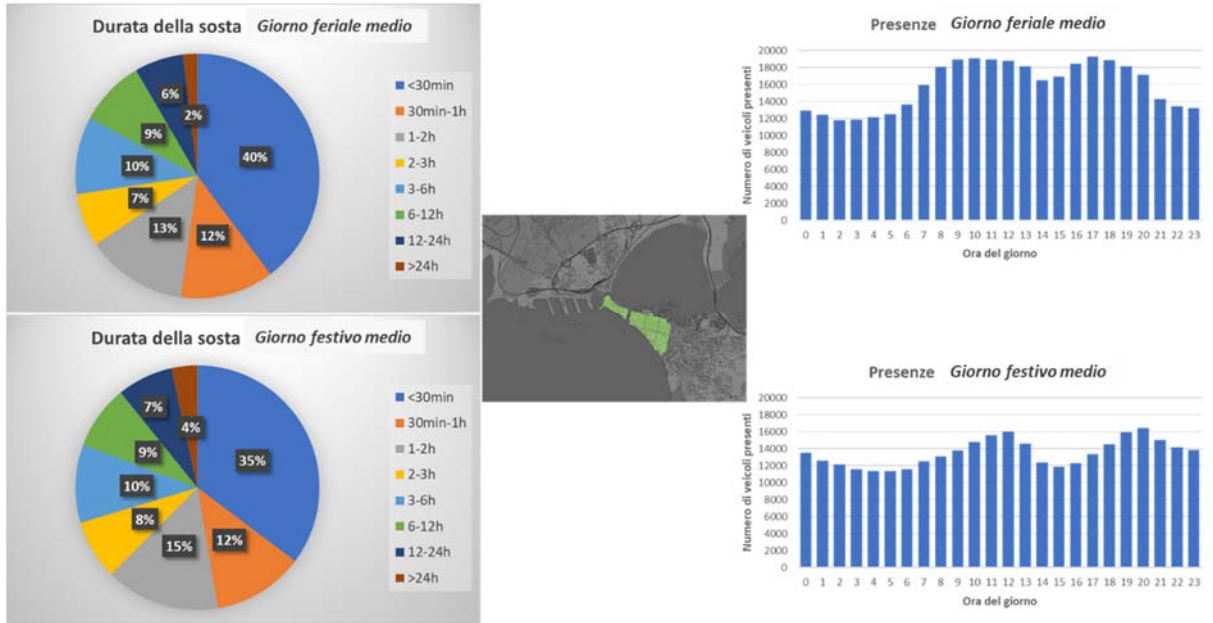 Durata della sosta Giorno feriale medio
40%
12%
13%
7%
10%
9%
6%
2%
<30min
30min-1h
1-2h
2-3h
3-6h
6-12h
12-24h
>24h
Durata della sosta Giorno festivo medio
35%
12%
15%
8%
10%
9%
7%
4%
<30min
30min-1h
1-2h
2-3h
3-6h
6-12h
12-24h
>24h
Presenze Giorno feriale medio
Numero di veicoli presenti
20000
18000
16000
14000
12000
10000
8000
6000
4000
2000
0
0 1 2 3 4 5 6 7 8 9 10 11 12 13 14 15 16 17 18 19 20 21 22 23
Ora del giorno
Presenze Giorno festivo medio
Numero di veicoli presenti
20000
18000
16000
14000
12000
10000
8000
6000
4000
2000
0
0 1 2 3 4 5 6 7 8 9 10 11 12 13 14 15 16 17 18 19 20 21 22 23
Ora del giorno